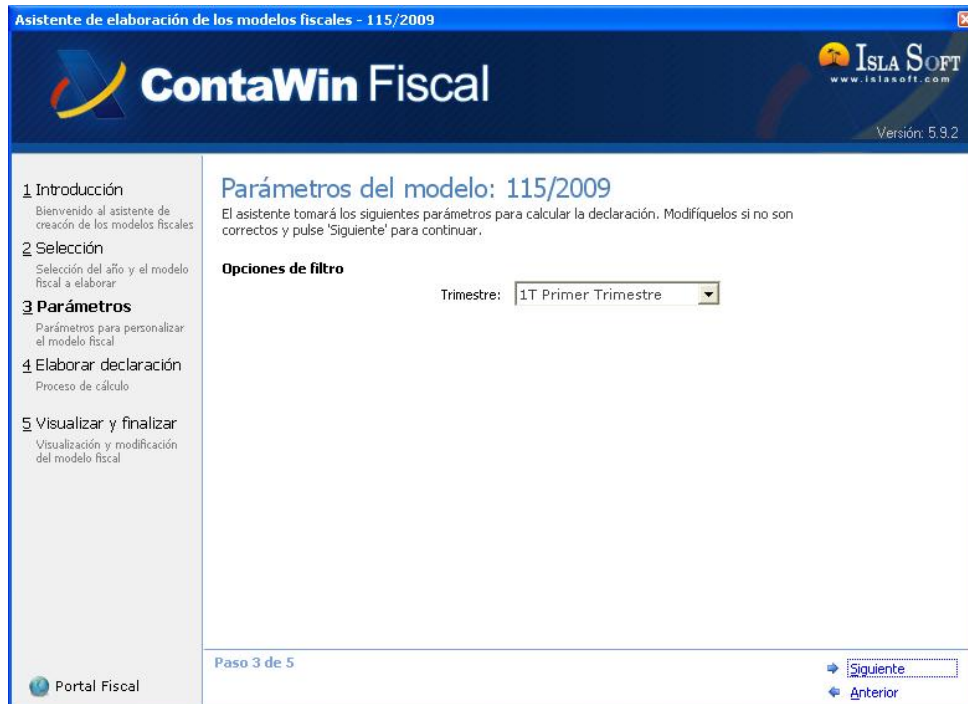 Asistente de elaboración de los modelos fiscales - 115/2009
ContaWin Fiscal
ISLA SOFT
www.islasoft.com
Versión: 5.9.2
1 Introducción
Bienvenido al asistente de
creacón de los modelos fiscales
2 Selección
Selección del año y el modelo
fiscal a elaborar
3 Parámetros
Parámetros para personalizar
el modelo fiscal
4 Elaborar declaración
Proceso de cálculo
5 Visualizar y finalizar
Visualización y modificación
del modelo fiscal
Portal Fiscal
Parámetros del modelo: 115/2009
El asistente tomará los siguientes parámetros para calcular la declaración. Modifíquelos si no son
correctos y pulse 'Siguiente' para continuar.
Opciones de filtro
Trimestre: 1T Primer Trimestre
Paso 3 de 5
Siguiente
Anterior